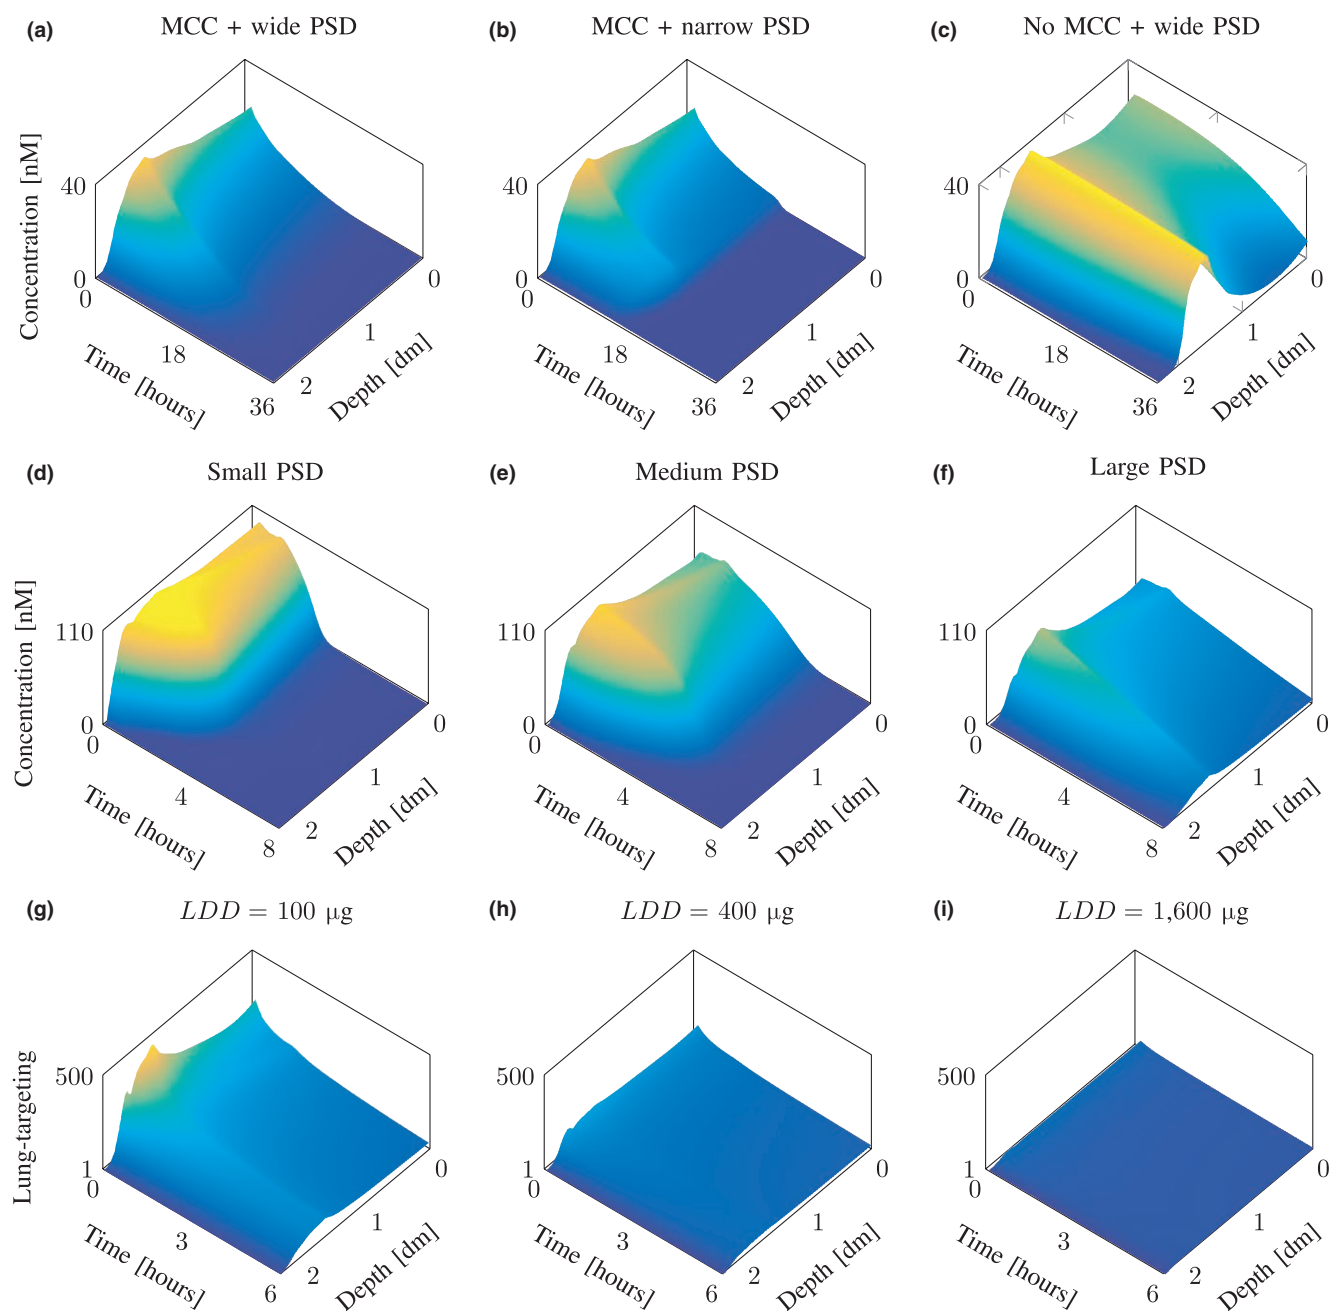 (a) MCC + wide PSD
(b) MCC + narrow PSD
(c) No MCC + wide PSD
Concentration [nM]
40
0
0
18
36
Time [hours]
2
1
0
Depth [dm]
40
0
0
18
36
Time [hours]
2
1
0
Depth [dm]
40
0
0
18
36
Time [hours]
2
1
0
Depth [dm]
(d) Small PSD
(e) Medium PSD
(f) Large PSD
Concentration [nM]
110
0
0
4
8
Time [hours]
2
1
0
Depth [dm]
110
0
0
4
8
Time [hours]
2
1
0
Depth [dm]
110
0
0
4
8
Time [hours]
2
1
0
Depth [dm]
(g) LDD = 100 μg
(h) LDD = 400 μg
(i) LDD = 1,600 μg
Lung-targeting
500
1
0
3
6
Time [hours]
2
1
0
Depth [dm]
500
1
0
3
6
Time [hours]
2
1
0
Depth [dm]
500
1
0
3
6
Time [hours]
2
1
0
Depth [dm]